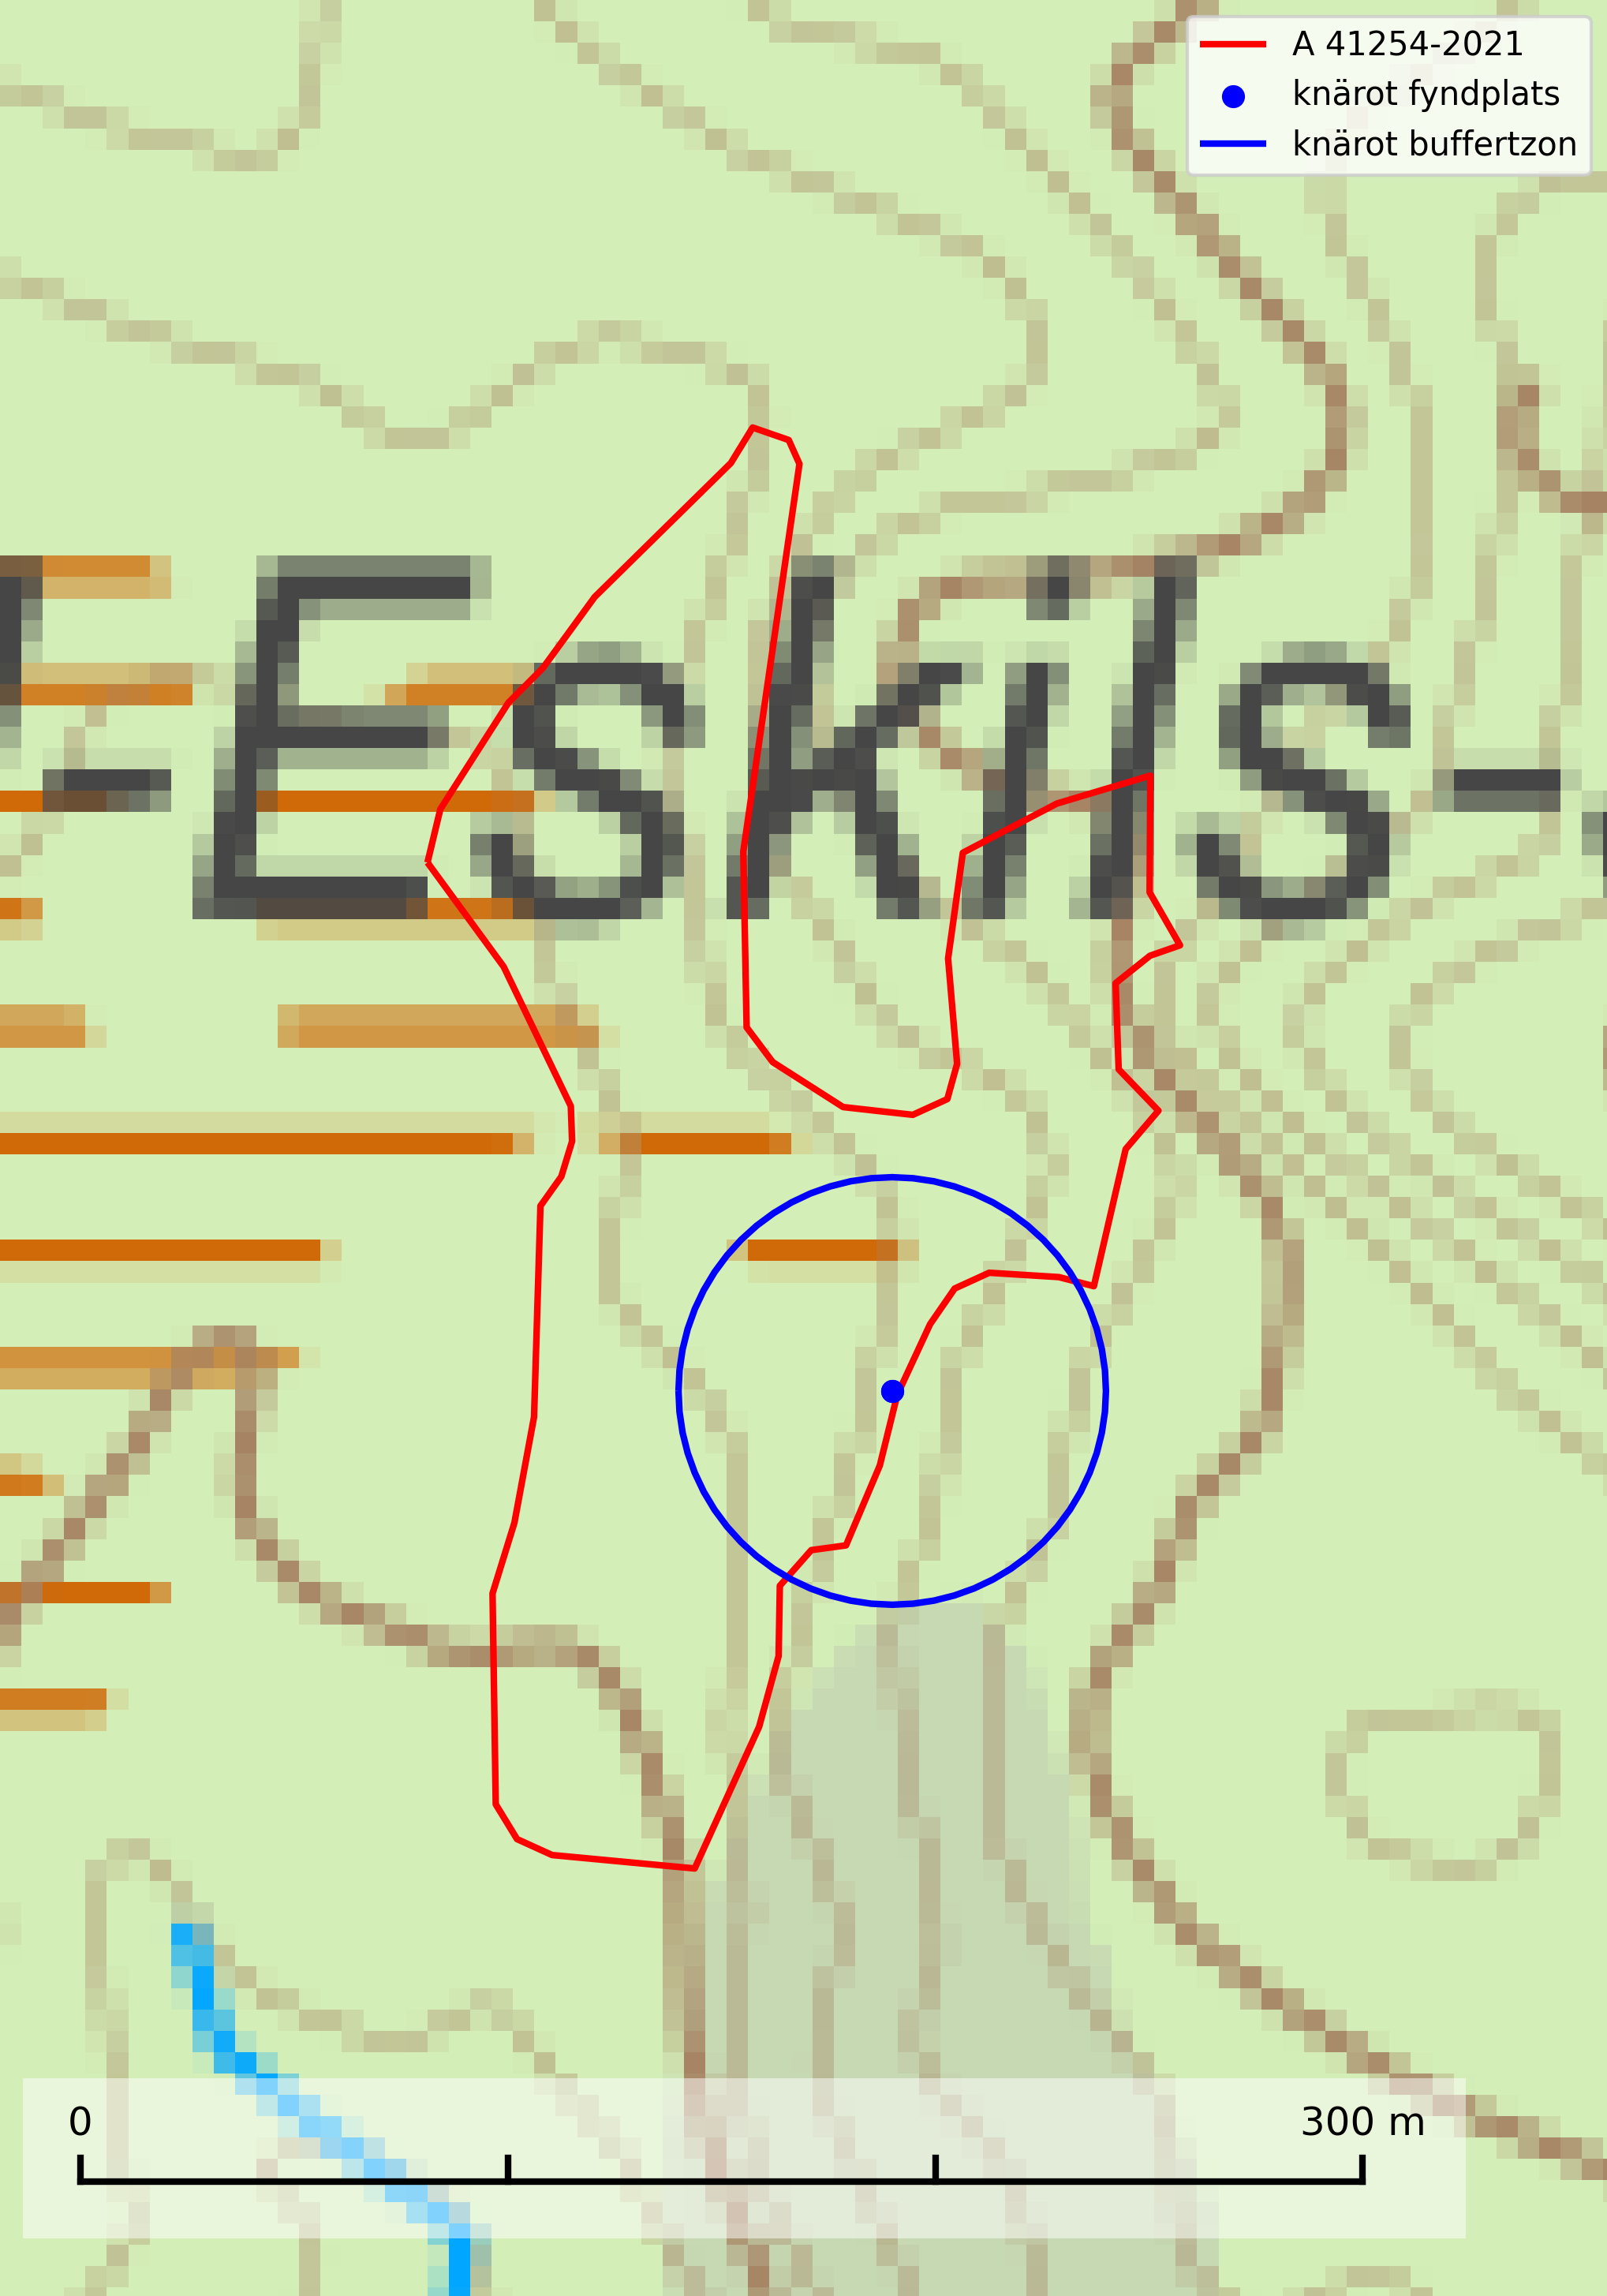 A 41254-2021
knärot fyndplats
knärot buffertzon
Eskils-
0
300 m